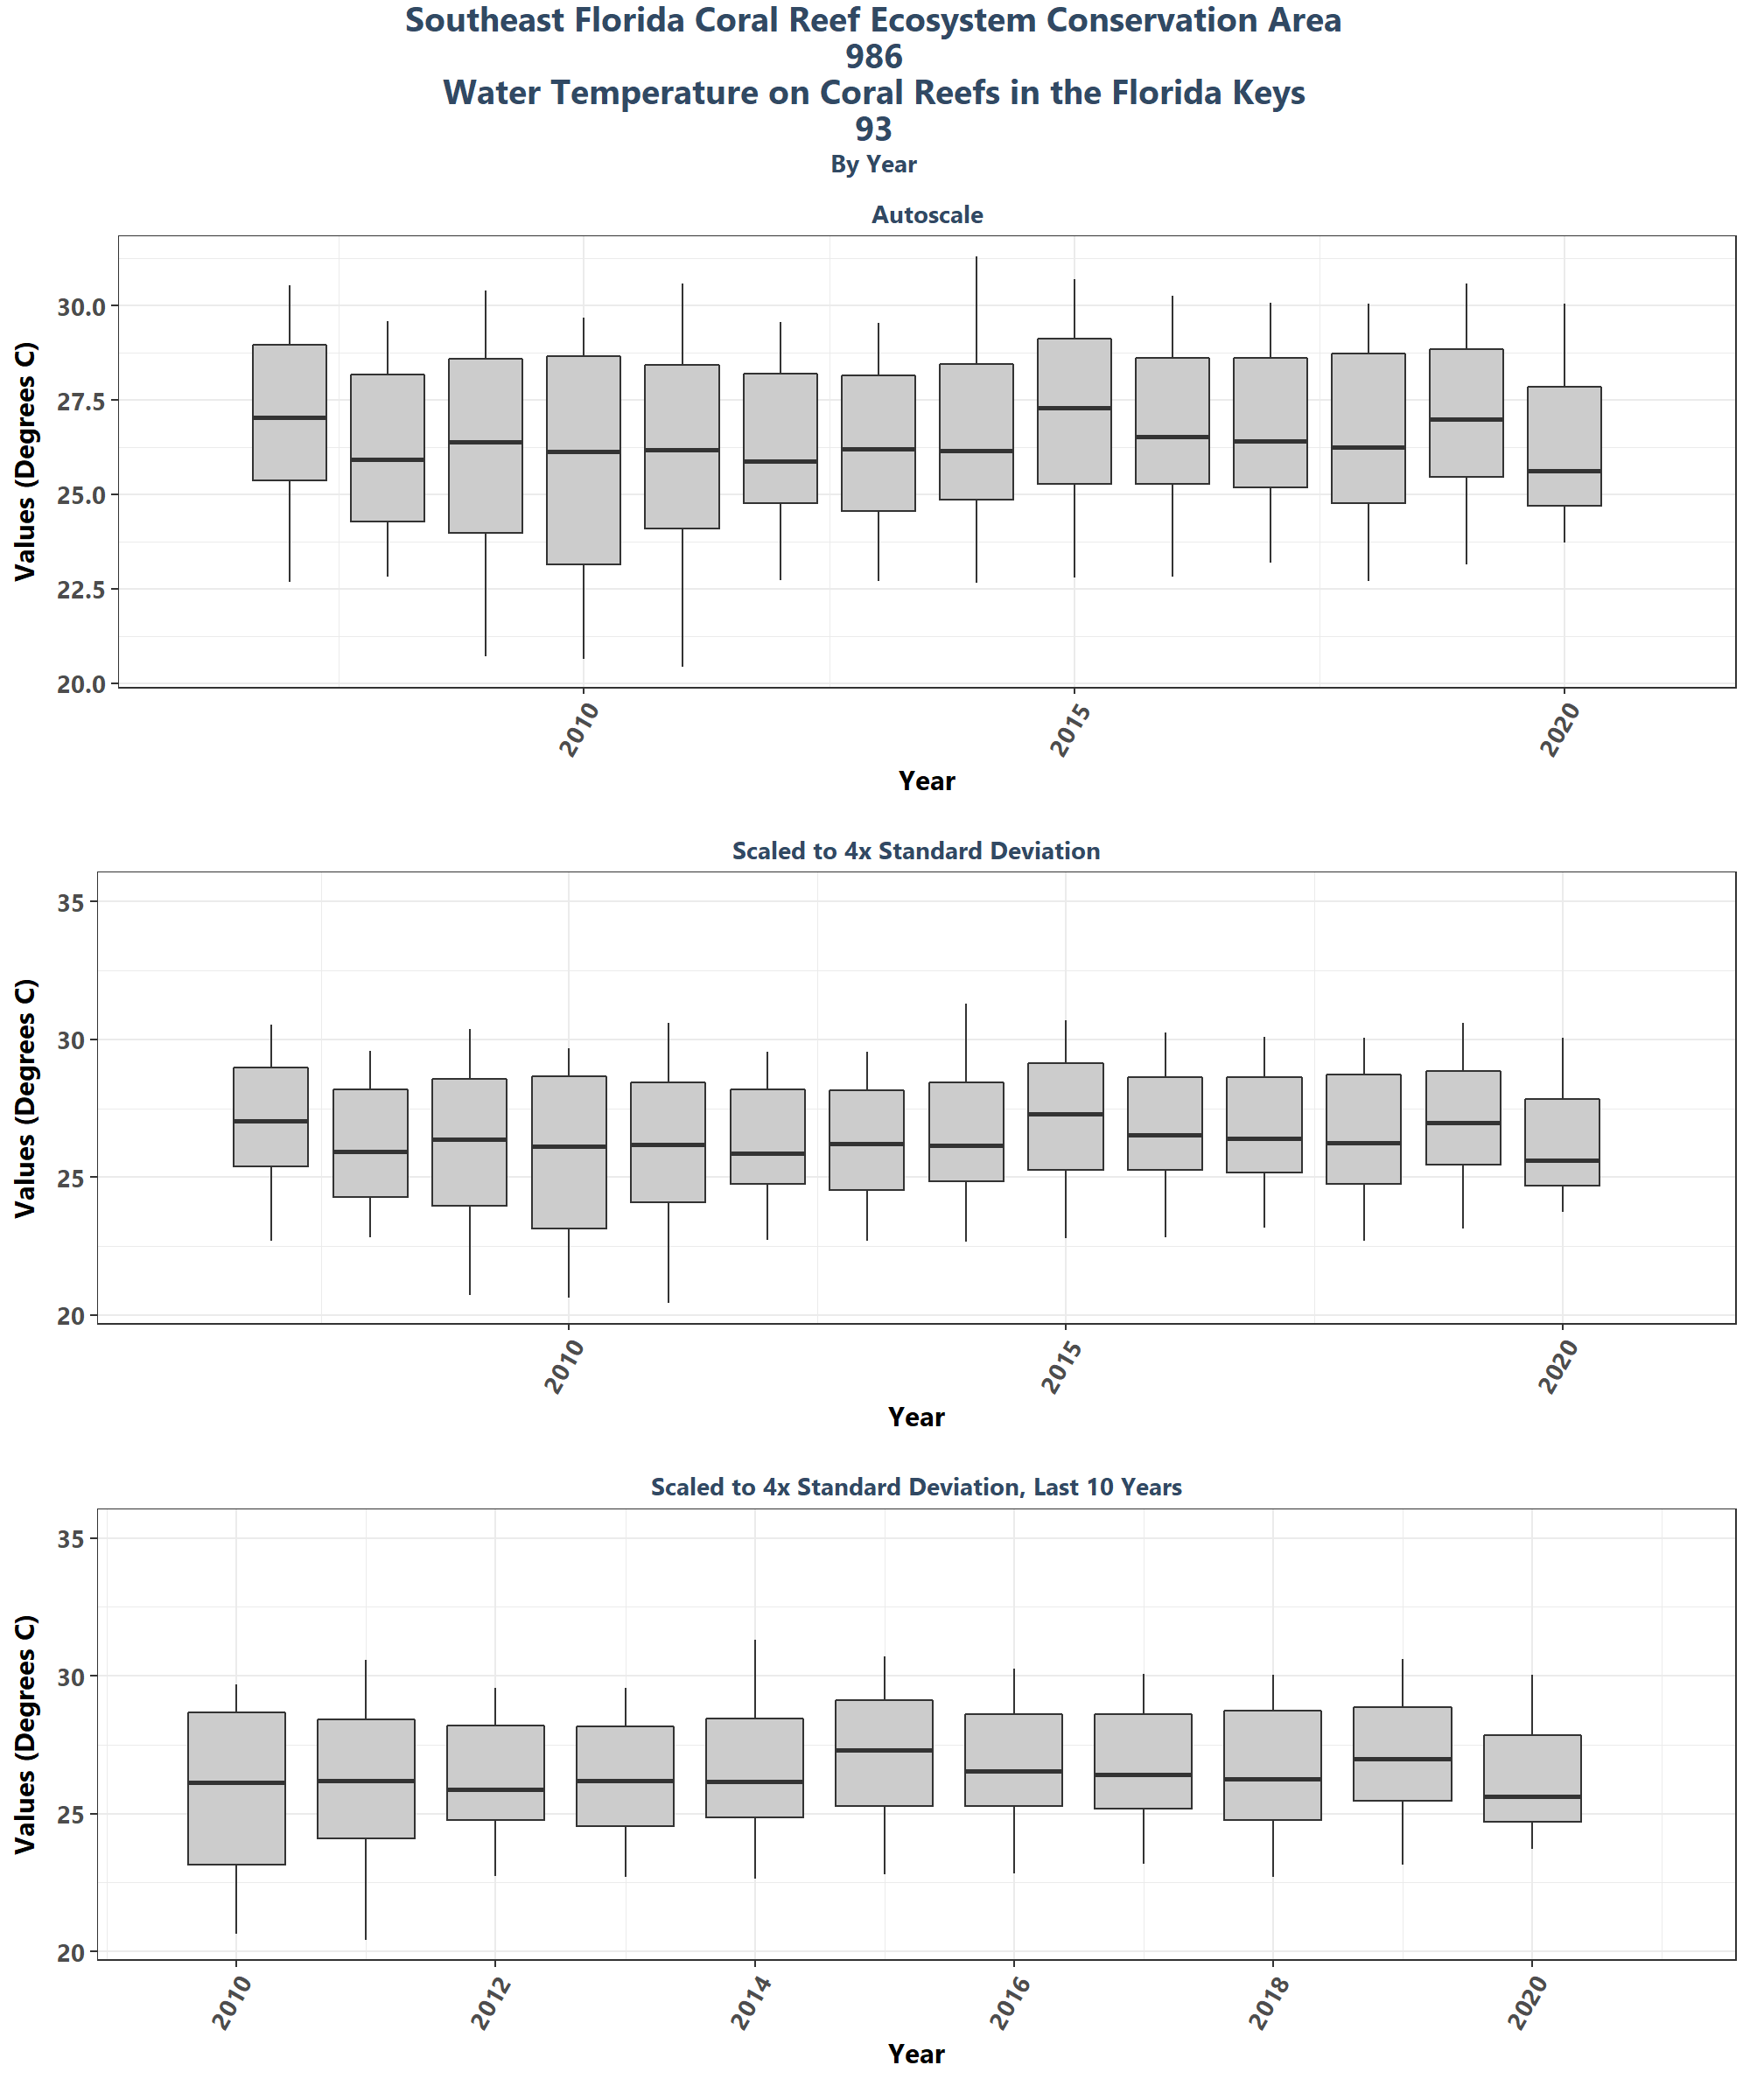 Southeast Florida Coral Reef Ecosystem Conservation Area
986
Water Temperature on Coral Reefs in the Florida Keys
93
By Year
Autoscale
Values (Degrees C)
30.0
27.5
25.0
22.5
20.0
2010
2015
2020
Year
Scaled to 4x Standard Deviation
Values (Degrees C)
35
30
25
20
2010
2015
2020
Year
Scaled to 4x Standard Deviation, Last 10 Years
Values (Degrees C)
35
30
25
20
2010
2012
2014
2016
2018
2020
Year